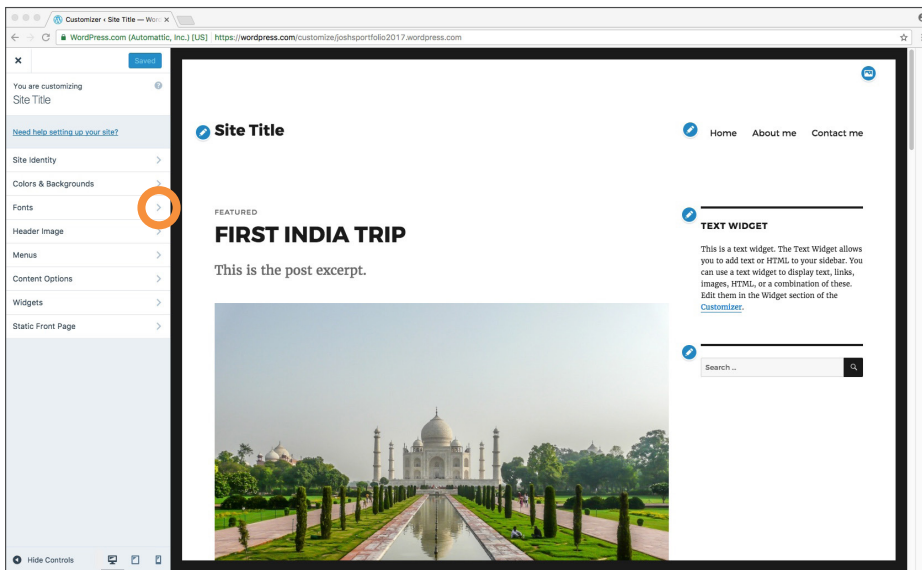 Customizer ‹ Site Title — Word
WordPress.com (Automattic, Inc.) [US] https://wordpress.com/customize/joshsportfolio2017.wordpress.com
Saved
You are customizing
Site Title
Need help setting up your site?
Site Identity
Colors & Backgrounds
Fonts
Header Image
Menus
Content Options
Widgets
Static Front Page
Hide Controls
Site Title
Home About me Contact me
FEATURED
FIRST INDIA TRIP
This is the post excerpt.
TEXT WIDGET
This is a text widget. The Text Widget allows
you to add text or HTML to your sidebar. You
can use a text widget to display text, links,
images, HTML, or a combination of these.
Edit them in the Widget section of the
Customizer.
Search …